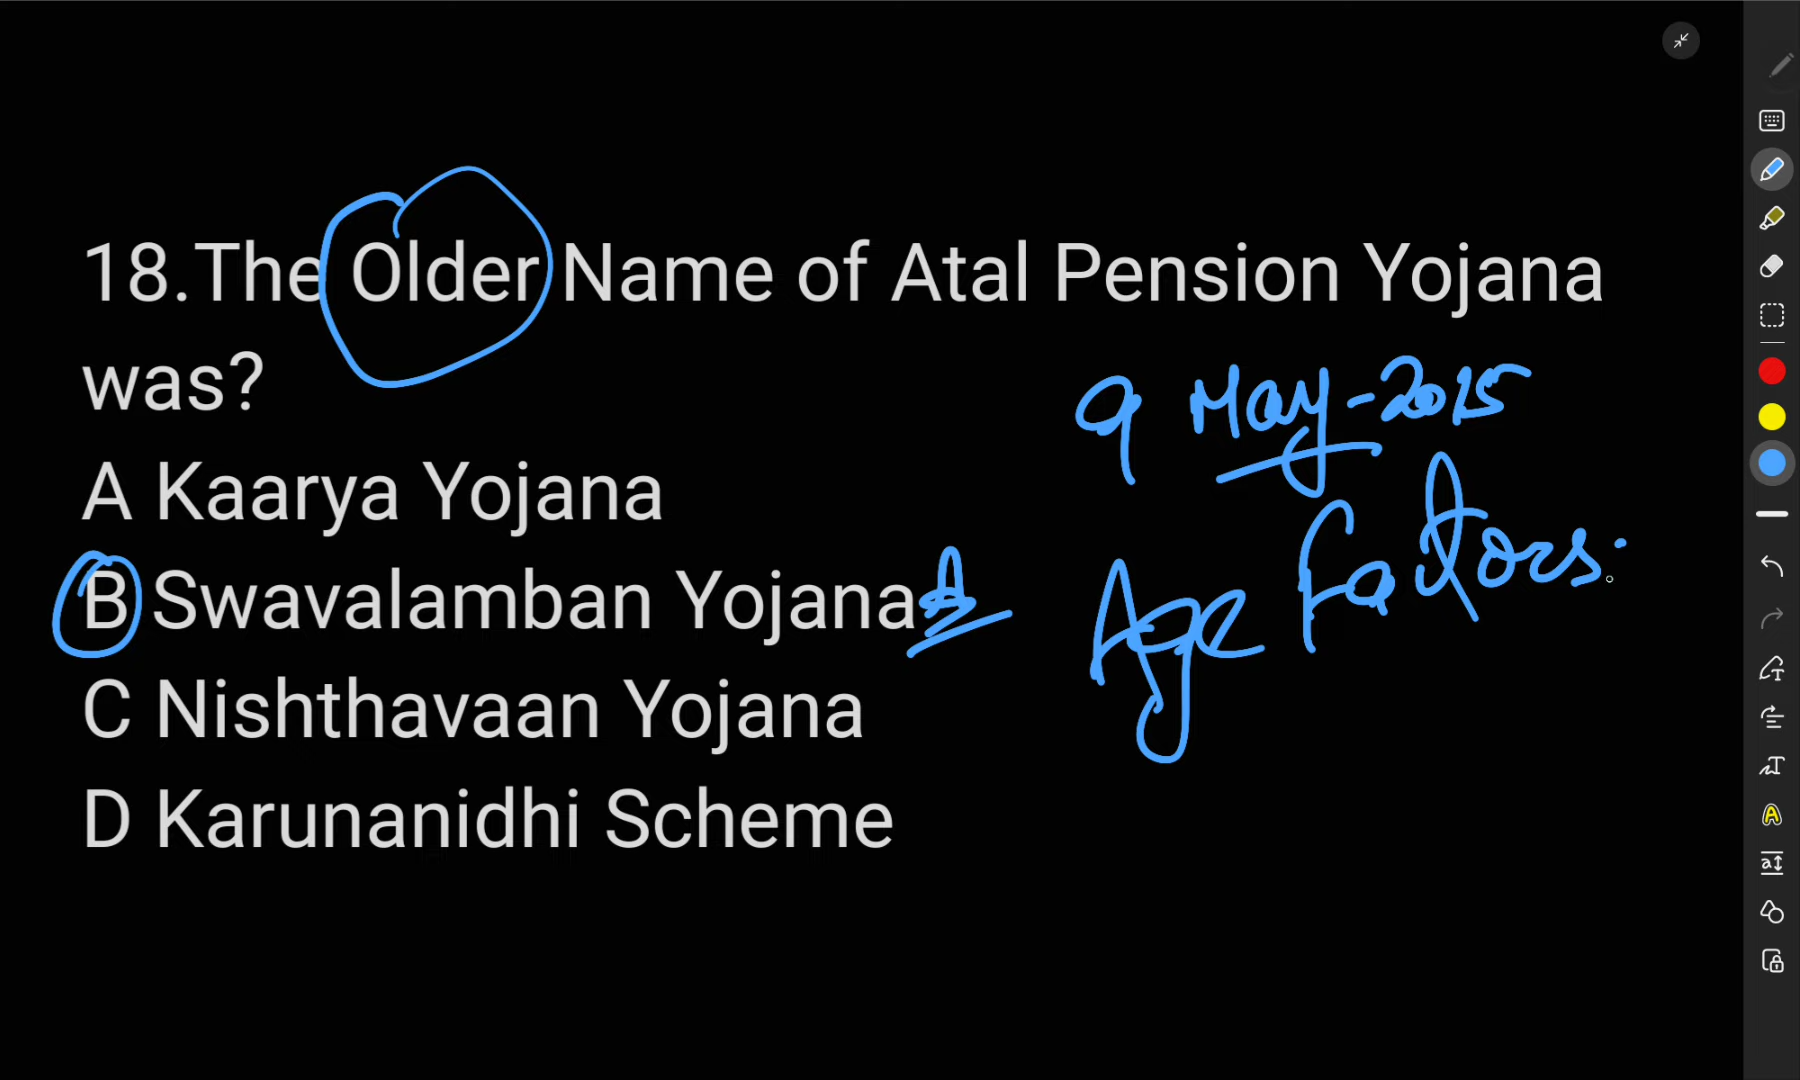 18.The Older Name of Atal Pension Yojana
was?
9 May-2015
A Kaarya Yojana
Age Factors:
B Swavalamban Yojana
C Nishthavaan Yojana
D Karunanidhi Scheme